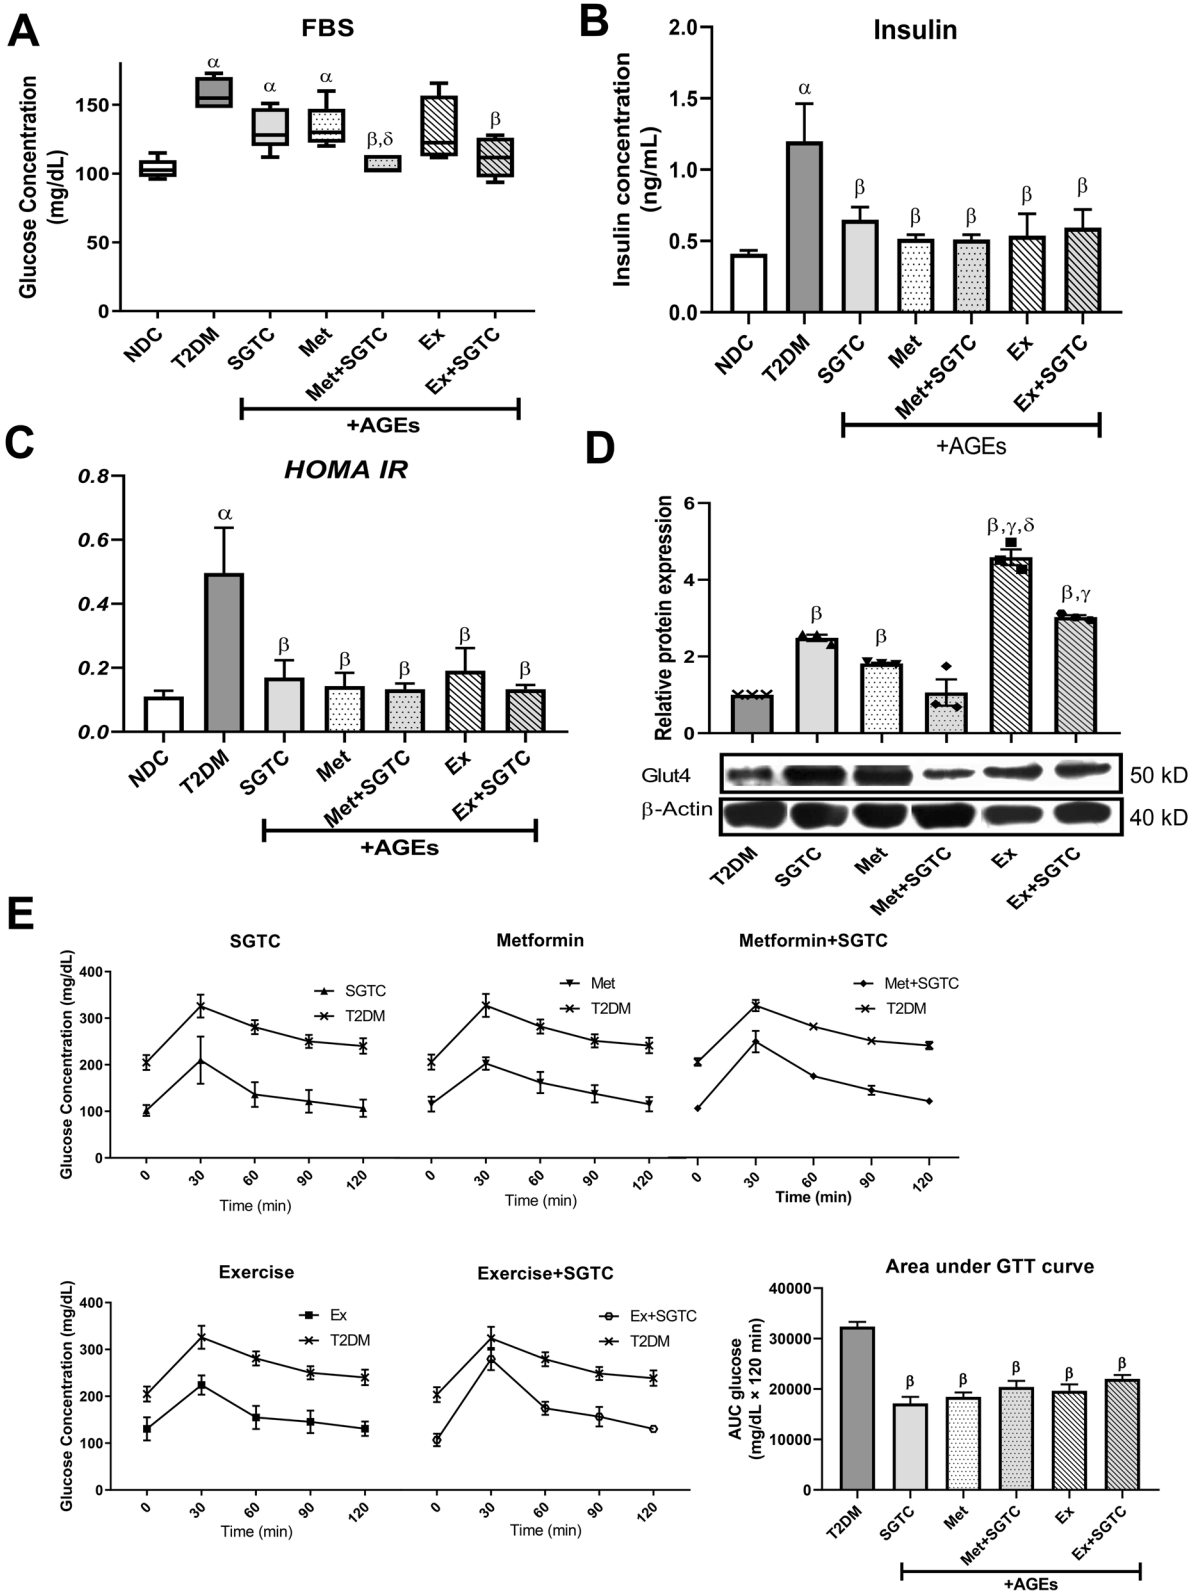 A
FBS
Glucose Concentration
(mg/dL)
150
100
50
0
α
α
α
β,δ
β
NDC
T2DM
SGTC
Met
Met+SGTC
Ex
Ex+SGTC
+AGEs
B
Insulin
Insulin concentration
(ng/mL)
2.0
1.5
1.0
0.5
0.0
α
β
β
β
β
β
NDC
T2DM
SGTC
Met
Met+SGTC
Ex
Ex+SGTC
+AGEs
C
HOMA IR
0.8
0.6
0.4
0.2
0.0
α
β
β
β
β
β
NDC
T2DM
SGTC
Met
Met+SGTC
Ex
Ex+SGTC
+AGEs
D
Relative protein expression
6
4
2
0
β
β
β,γ,δ
β,γ
Glut4
50 kD
β-Actin
40 kD
T2DM
SGTC
Met
Met+SGTC
Ex
Ex+SGTC
E
SGTC
Glucose Concentration (mg/dL)
400
300
200
100
0
SGTC
T2DM
0
30
60
90
120
Time (min)
Metformin
Met
T2DM
0
30
60
90
120
Time (min)
Metformin+SGTC
Met+SGTC
T2DM
0
30
60
90
120
Time (min)
Exercise
Glucose Concentration (mg/dL)
400
300
200
100
0
Ex
T2DM
0
30
60
90
120
Time (min)
Exercise+SGTC
Ex+SGTC
T2DM
0
30
60
90
120
Time (min)
Area under GTT curve
AUC glucose
(mg/dL × 120 min)
40000
30000
20000
10000
0
β
β
β
β
β
T2DM
SGTC
Met
Met+SGTC
Ex
Ex+SGTC
+AGEs